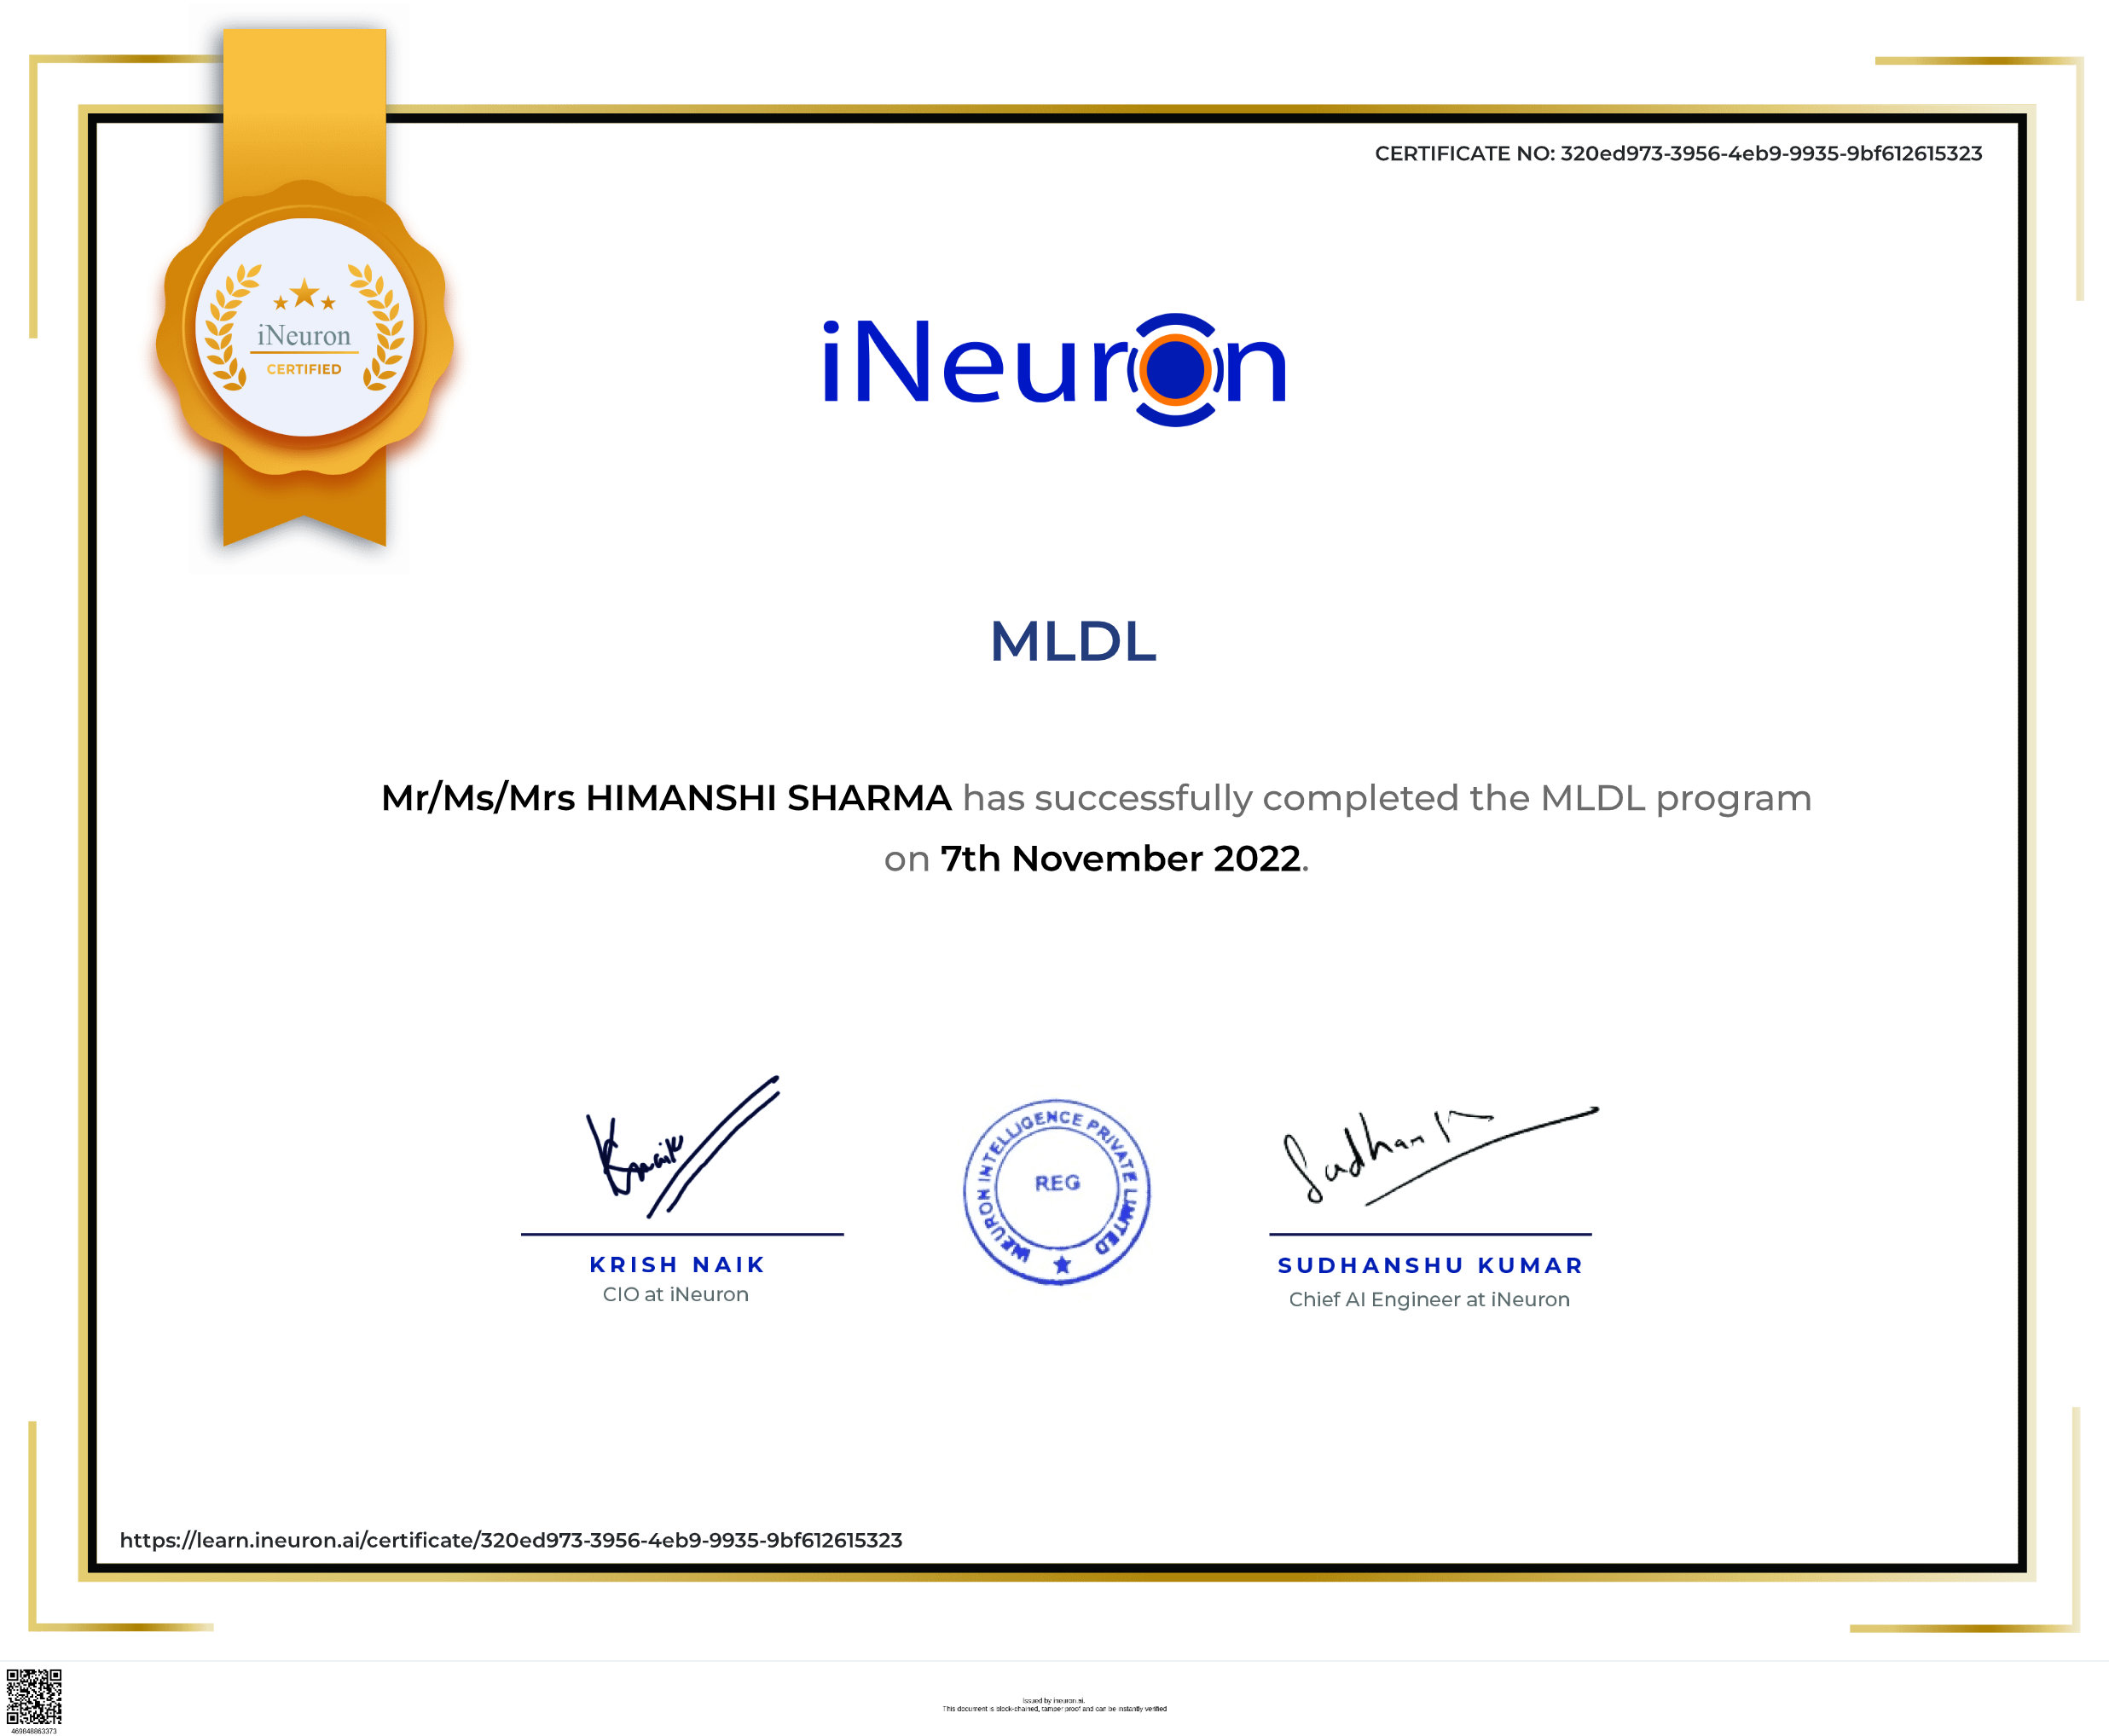 CERTIFICATE NO: 320ed973-3956-4eb9-9935-9bf612615323
iNeuron
CERTIFIED
iNeuron
MLDL
Mr/Ms/Mrs HIMANSHI SHARMA has successfully completed the MLDL program
on 7th November 2022.
KNaik
Sudhanshu K
INEURON INTELLIGENCE PRIVATE LIMITED
REG
KRISH NAIK
CIO at iNeuron
SUDHANSHU KUMAR
Chief AI Engineer at iNeuron
https://learn.ineuron.ai/certificate/320ed973-3956-4eb9-9935-9bf612615323
Issued by ineuron.ai.
This document is block-chained, tamper proof and can be instantly verified
469848863373